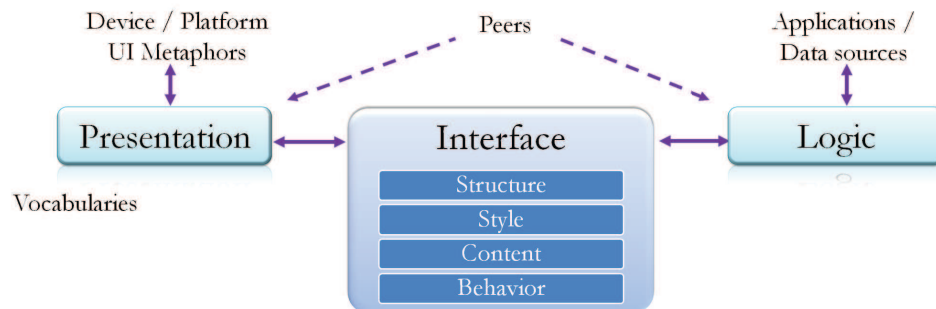 Device / Platform
UI Metaphors
Peers
Applications /
Data sources
Presentation
Interface
Logic
Structure
Vocabularies
Style
Content
Behavior